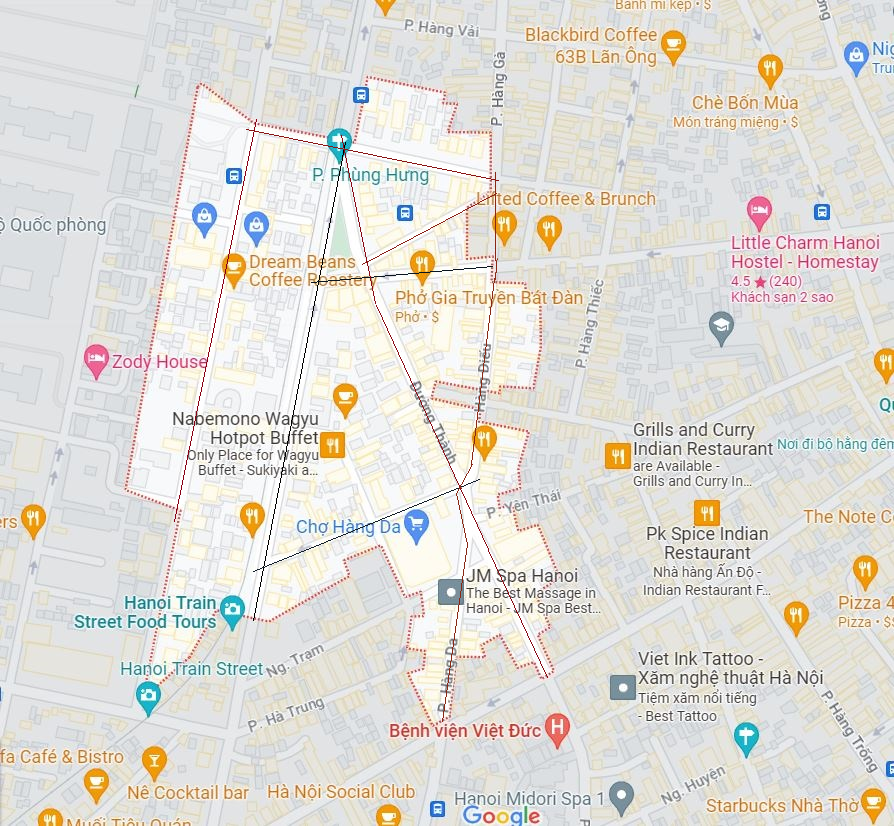 Bánh mì kẹp • $
P. Hàng Vải
Blackbird Coffee
63B Lãn Ông
P. Hàng Gà
Chè Bốn Mùa
Món tráng miệng • $
P. Phùng Hưng
Lifted Coffee & Brunch
ộ Quốc phòng
Little Charm Hanoi
Hostel - Homestay
4.5 ★ (240)
Khách sạn 2 sao
Dream Beans
Coffee Roastery
Phở Gia Truyền Bát Đàn
Phở • $
P. Hàng Thiếc
Zody House
P. Hàng Điếu
Đường Thành
Nabemono Wagyu
Hotpot Buffet
Only Place for Wagyu
Buffet - Sukiyaki a...
Grills and Curry
Indian Restaurant
are Available -
Grills and Curry In...
Nơi đi bộ hằng đêm
P. Yên Thái
Chợ Hàng Da
Pk Spice Indian
Restaurant
Nhà hàng Ấn Độ -
Indian Restaurant F...
The Note Co
ers
JM Spa Hanoi
The Best Massage in
Hanoi - JM Spa Best...
Hanoi Train
Street Food Tours
Pizza 4
Pizza • $$
Hanoi Train Street
Ng. Trạm
P. Hàng Da
Viet Ink Tattoo -
Xăm nghệ thuật Hà Nội
Tiệm xăm nổi tiếng
- Best Tattoo
P. Hà Trung
Bệnh viện Việt Đức
P. Hàng Trống
fa Café & Bistro
Nê Cocktail bar
Hà Nội Social Club
Hanoi Midori Spa 1
Ng. Huyện
Starbucks Nhà Thờ
Muối Tiêu Quán
Google